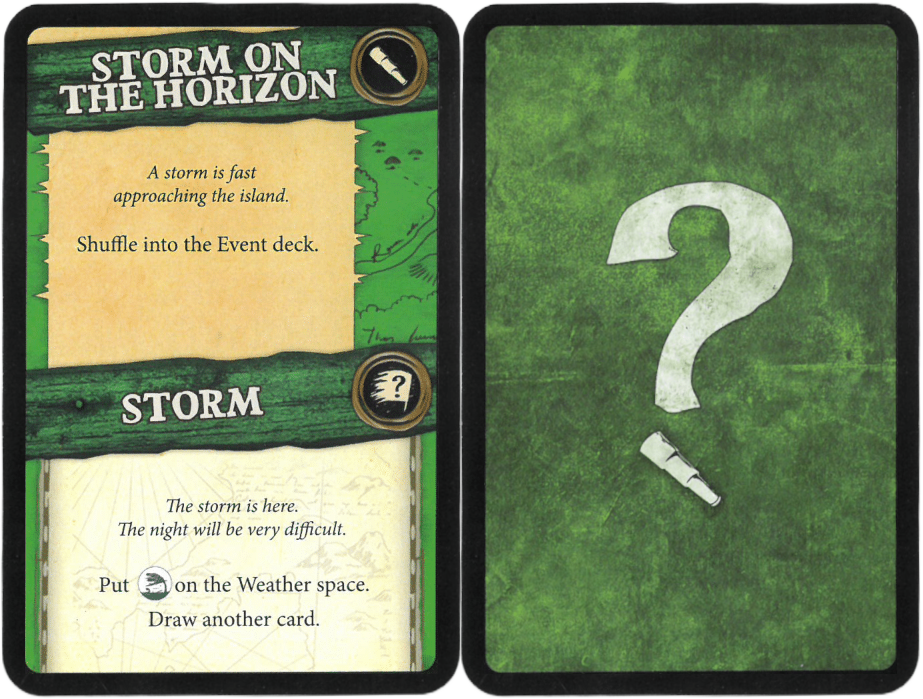 STORM ON
THE HORIZON
A storm is fast
approaching the island.
Shuffle into the Event deck.
?
STORM
The storm is here.
The night will be very difficult.
Put on the Weather space.
Draw another card.
?